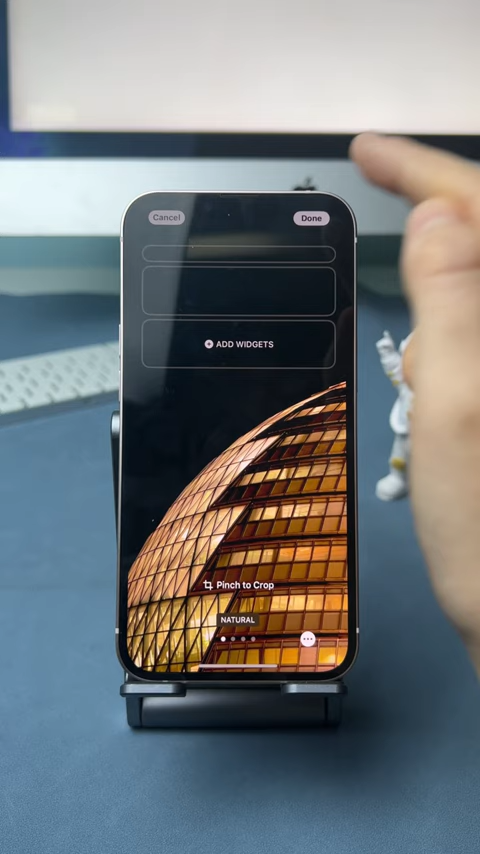 Cancel
Done
ADD WIDGETS
Pinch to Crop
NATURAL